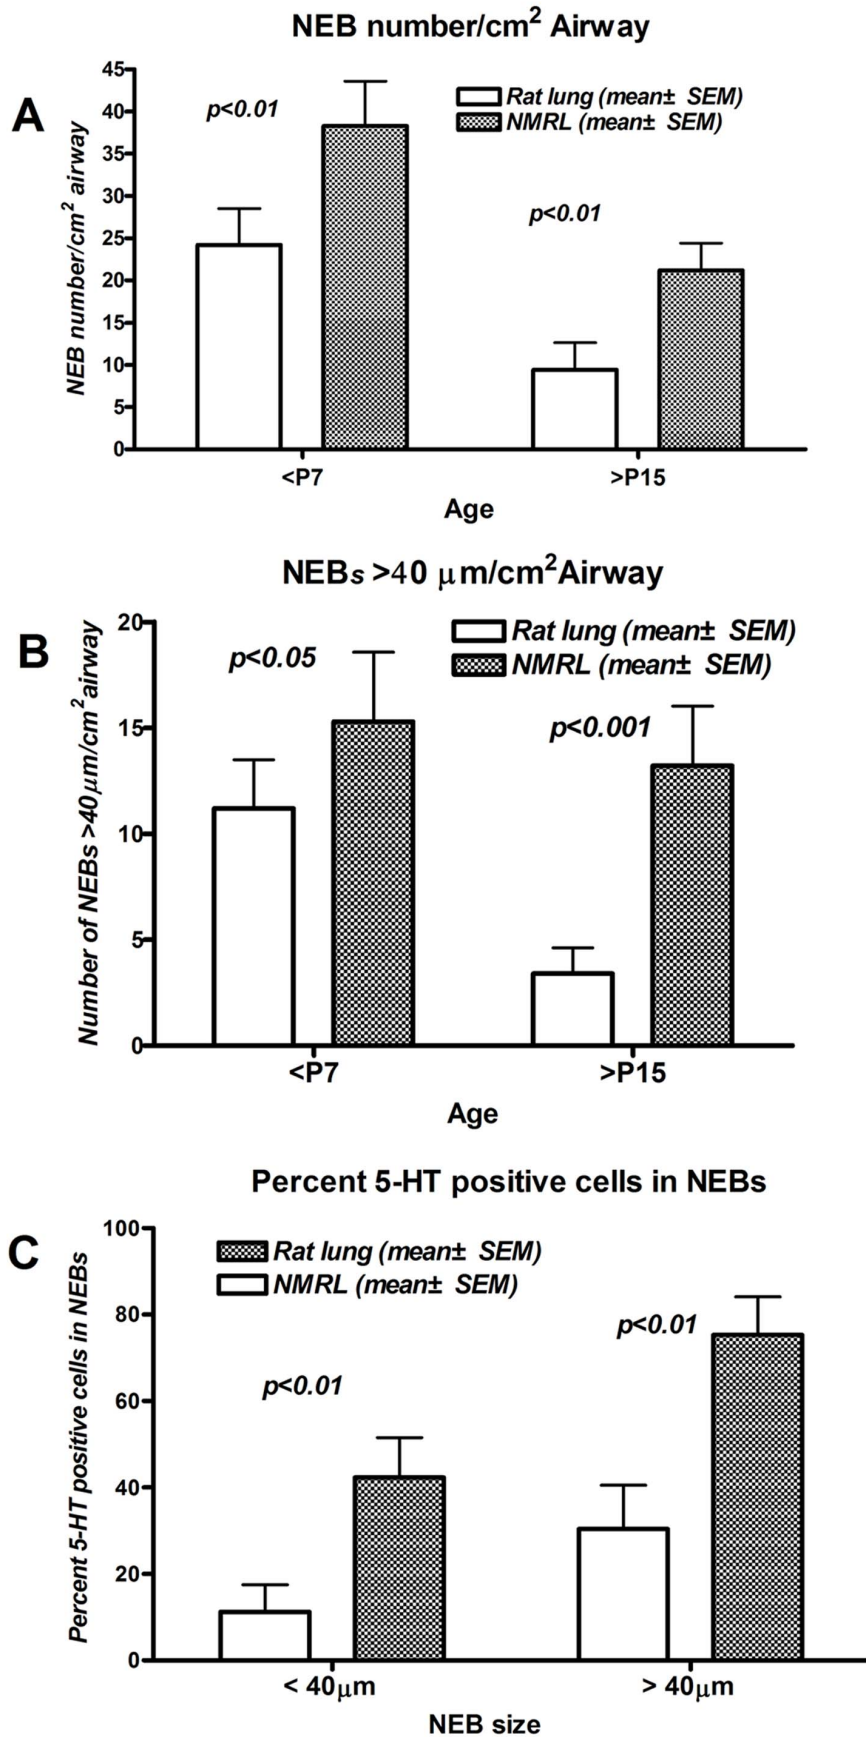 NEB number/cm² Airway
A
NEB number/cm² airway
45
40
35
30
25
20
15
10
5
0
p<0.01
Rat lung (mean± SEM)
NMRL (mean± SEM)
p<0.01
<P7
>P15
Age
NEBs >40 μm/cm²Airway
B
Number of NEBs >40μm/cm²airway
20
15
10
5
0
p<0.05
Rat lung (mean± SEM)
NMRL (mean± SEM)
p<0.001
<P7
>P15
Age
Percent 5-HT positive cells in NEBs
C
Percent 5-HT positive cells in NEBs
100
80
60
40
20
0
Rat lung (mean± SEM)
NMRL (mean± SEM)
p<0.01
p<0.01
< 40μm
> 40μm
NEB size